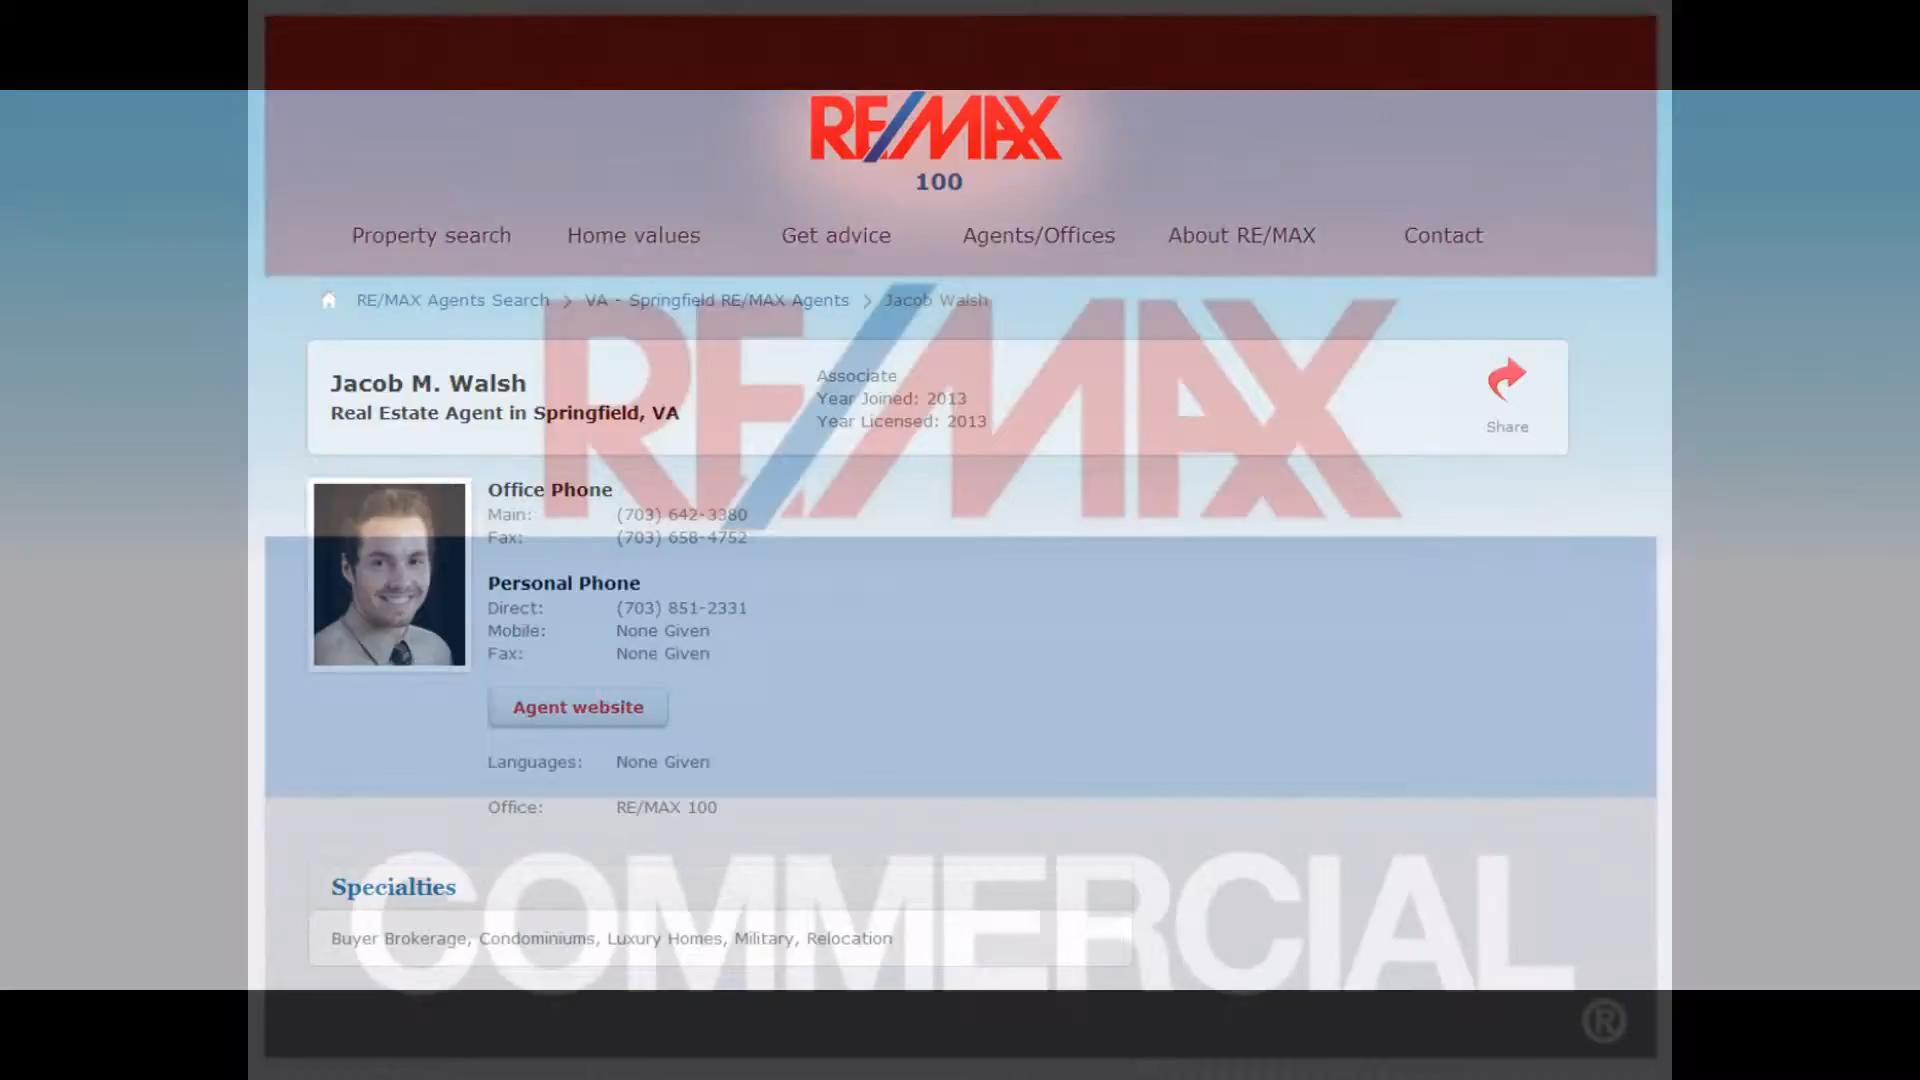 RE/MAX
100
Property search Home values Get advice Agents/Offices About RE/MAX Contact
RE/MAX Agents Search > VA - Springfield RE/MAX Agents > Jacob Walsh
RE/MAX
Jacob M. Walsh
Real Estate Agent in Springfield, VA
Associate
Year Joined: 2013
Year Licensed: 2013
Share
Office Phone
Main: (703) 642-3380
Fax: (703) 658-4752
Personal Phone
Direct: (703) 851-2331
Mobile: None Given
Fax: None Given
Agent website
Languages: None Given
Office: RE/MAX 100
Specialties
Buyer Brokerage, Condominiums, Luxury Homes, Military, Relocation
COMMERCIAL
®